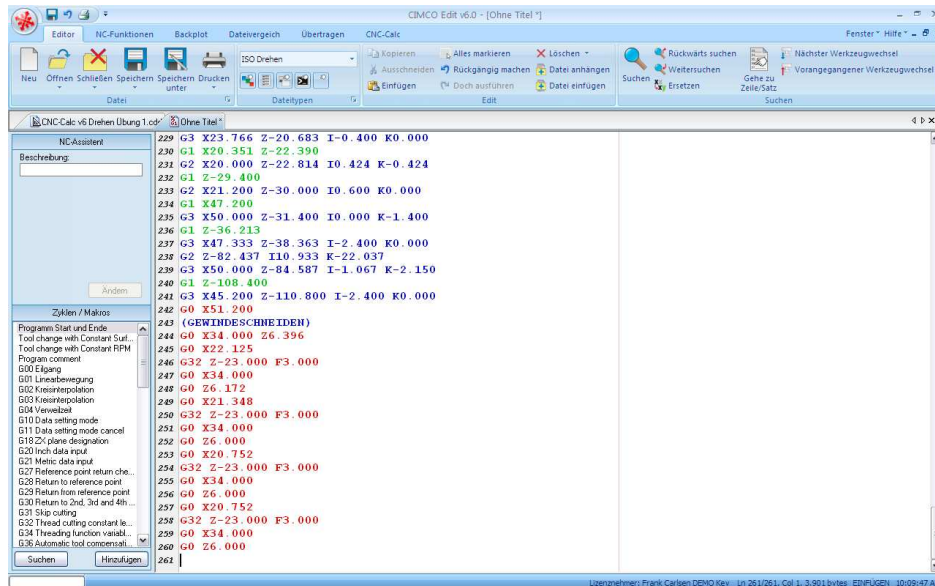 CIMCO Edit v6.0 - [Ohne Titel *]
Editor NC-Funktionen Backplot Dateivergeich Übertragen CNC-Calc Fenster Hilfe
Neu Öffnen Schließen Speichern Speichern unter Drucken
Datei
ISO Drehen
Dateitypen
Kopieren Alles markieren Löschen
Ausschneiden Rückgängig machen Datei anhängen
Einfügen Doch ausführen Datei einfügen
Edit
Suchen
Rückwärts suchen
Weitersuchen
Ersetzen
Gehe zu Zeile/Satz
Nächster Werkzeugwechsel
Vorangegangener Werkzeugwechsel
Suchen
CNC-Calc v6 Drehen Übung 1.cd Ohne Titel *
NC-Assistent
Beschreibung:
Ändern
Zyklen / Makros
Programm Start und Ende
Tool change with Constant Surf...
Tool change with Constant RPM
Program comment
G00 Eilgang
G01 Linearbewegung
G02 Kreisinterpolation
G03 Kreisinterpolation
G04 Verweilzeit
G10 Data setting mode
G11 Data setting mode cancel
G18 ZX plane designation
G20 Inch data input
G21 Metric data input
G27 Reference point return che...
G28 Return to reference point
G29 Return from reference point
G30 Return to 2nd, 3rd and 4th ...
G31 Skip cutting
G32 Thread cutting constant le...
G34 Threading function variabl...
G36 Automatic tool compensati...
Suchen Hinzufügen
229 G3 X23.766 Z-20.683 I-0.400 K0.000
230 G1 X20.351 Z-22.390
231 G2 X20.000 Z-22.814 I0.424 K-0.424
232 G1 Z-29.400
233 G2 X21.200 Z-30.000 I0.600 K0.000
234 G1 X47.200
235 G3 X50.000 Z-31.400 I0.000 K-1.400
236 G1 Z-36.213
237 G3 X47.333 Z-38.363 I-2.400 K0.000
238 G2 Z-82.437 I10.933 K-22.037
239 G3 X50.000 Z-84.587 I-1.067 K-2.150
240 G1 Z-108.400
241 G3 X45.200 Z-110.800 I-2.400 K0.000
242 G0 X51.200
243 (GEWINDESCHNEIDEN)
244 G0 X34.000 Z6.396
245 G0 X22.125
246 G32 Z-23.000 F3.000
247 G0 X34.000
248 G0 Z6.172
249 G0 X21.348
250 G32 Z-23.000 F3.000
251 G0 X34.000
252 G0 Z6.000
253 G0 X20.752
254 G32 Z-23.000 F3.000
255 G0 X34.000
256 G0 Z6.000
257 G0 X20.752
258 G32 Z-23.000 F3.000
259 G0 X34.000
260 G0 Z6.000
261
Lizenznehmer: Frank Carlsen DEMO Key Ln 261/261, Col 1, 3.901 bytes EINFÜGEN 10:09:47